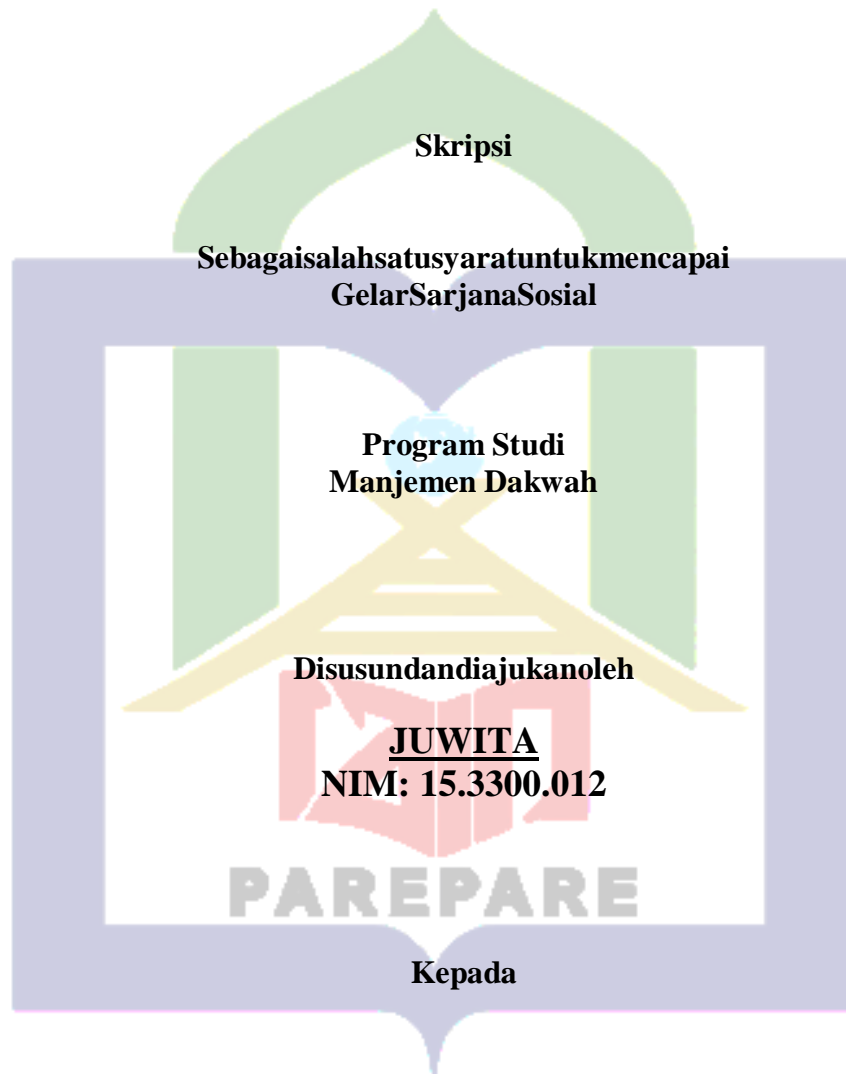 Skripsi
Sebagaisalahsatusyaratuntukmencapai
GelarSarjanaSosial
Program Studi
Manjemen Dakwah
Disusundandiajukanoleh
JUWITA
NIM: 15.3300.012
PAREPARE
Kepada